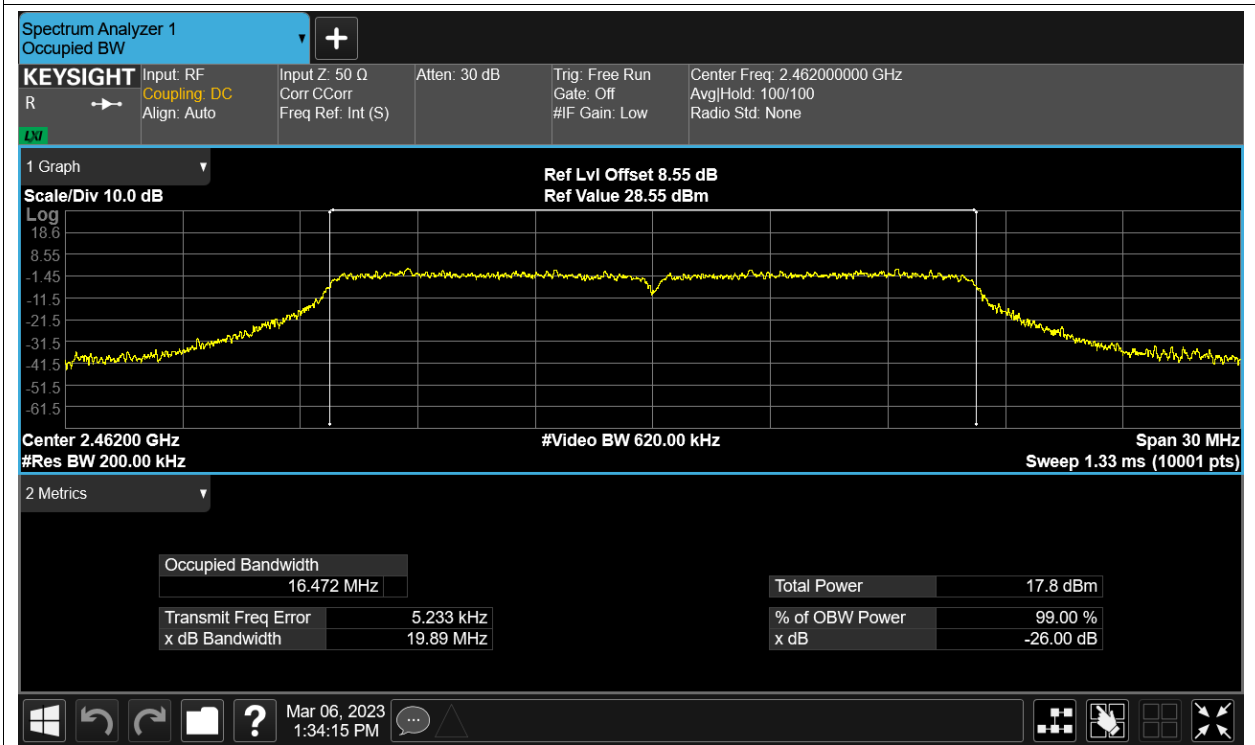 Spectrum Analyzer 1
Occupied BW
KEYSIGHT
R
LXI
Input: RF
Coupling: DC
Align: Auto
Input Z: 50 Ω
Corr CCorr
Freq Ref: Int (S)
Atten: 30 dB
Trig: Free Run
Gate: Off
#IF Gain: Low
Center Freq: 2.462000000 GHz
Avg|Hold: 100/100
Radio Std: None
1 Graph
Scale/Div 10.0 dB
Ref Lvl Offset 8.55 dB
Ref Value 28.55 dBm
Log
18.6
8.55
-1.45
-11.5
-21.5
-31.5
-41.5
-51.5
-61.5
Center 2.46200 GHz
#Video BW 620.00 kHz
Span 30 MHz
#Res BW 200.00 kHz
Sweep 1.33 ms (10001 pts)
2 Metrics
Occupied Bandwidth
16.472 MHz
Total Power 17.8 dBm
Transmit Freq Error 5.233 kHz
% of OBW Power 99.00 %
x dB Bandwidth 19.89 MHz
x dB -26.00 dB
?
Mar 06, 2023
1:34:15 PM